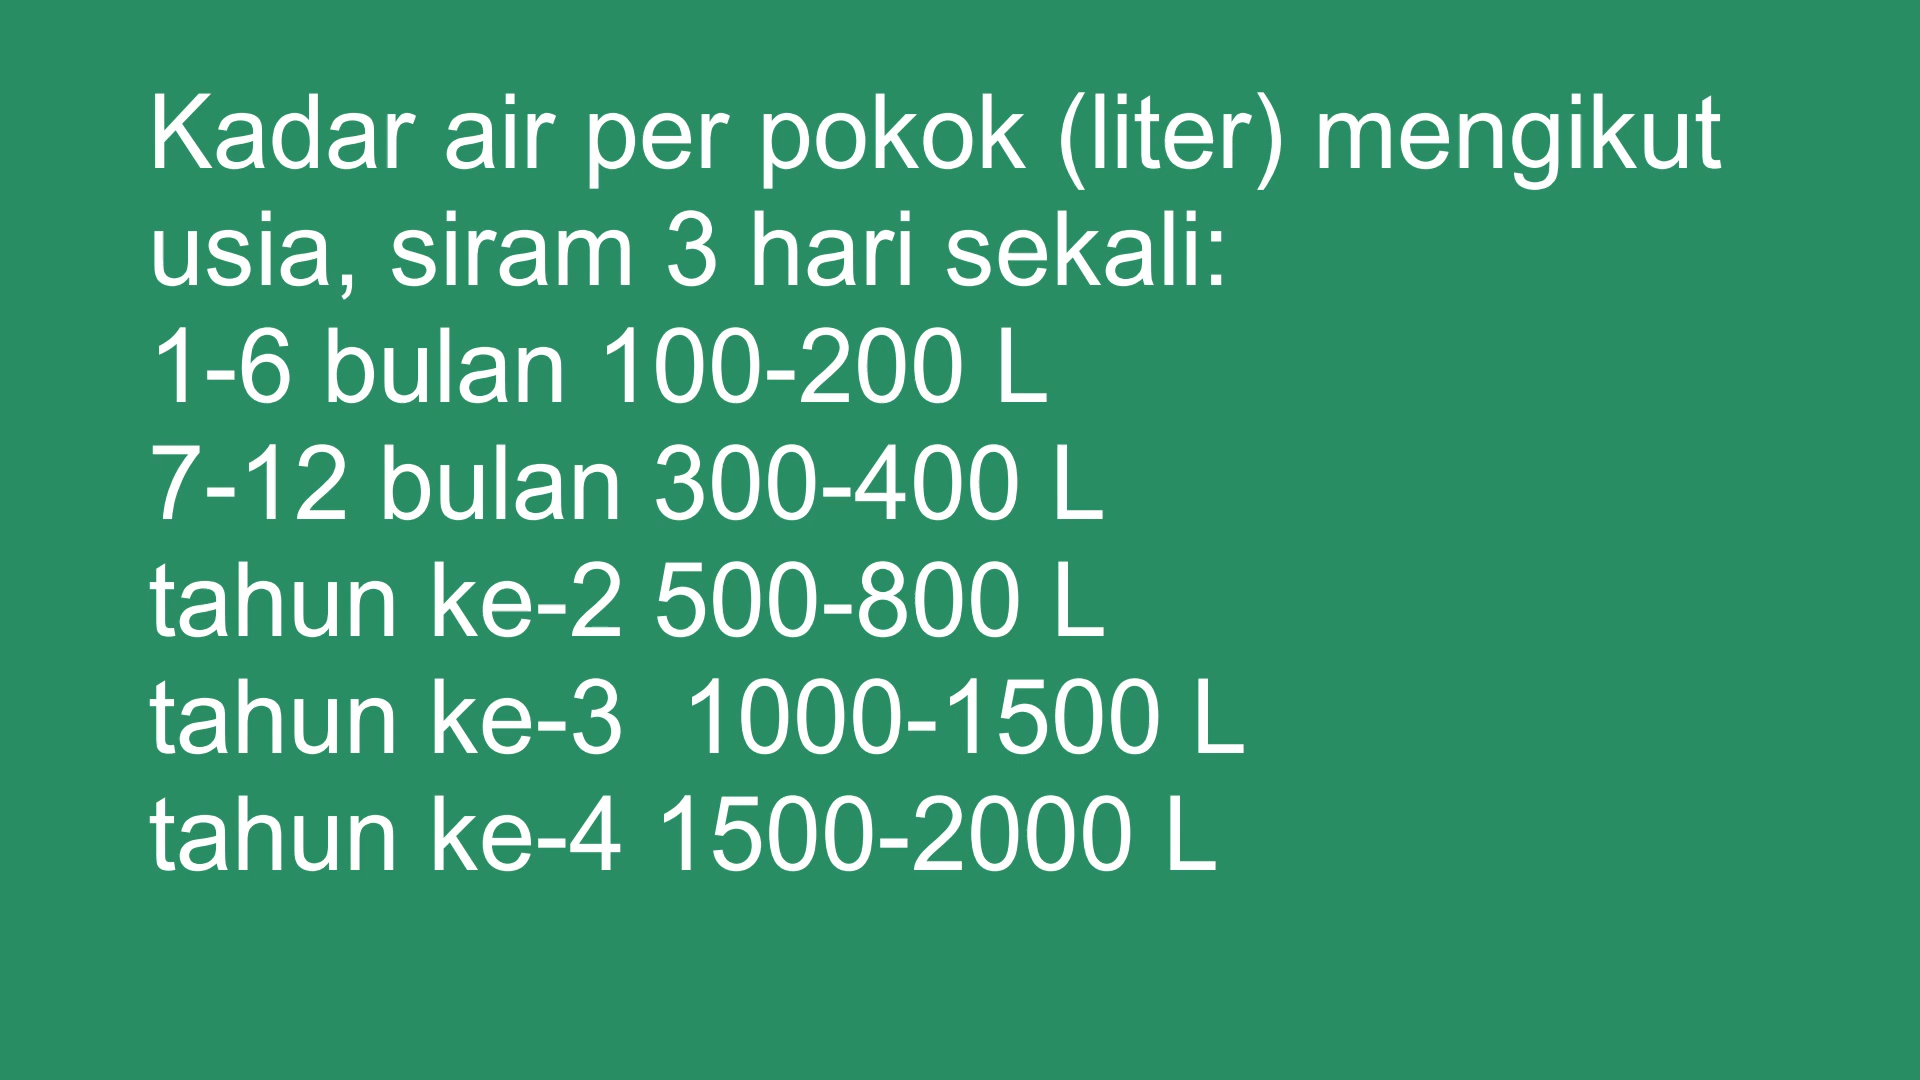 Kadar air per pokok (liter) mengikut
usia, siram 3 hari sekali:
1-6 bulan 100-200 L
7-12 bulan 300-400 L
tahun ke-2 500-800 L
tahun ke-3  1000-1500 L
tahun ke-4 1500-2000 L